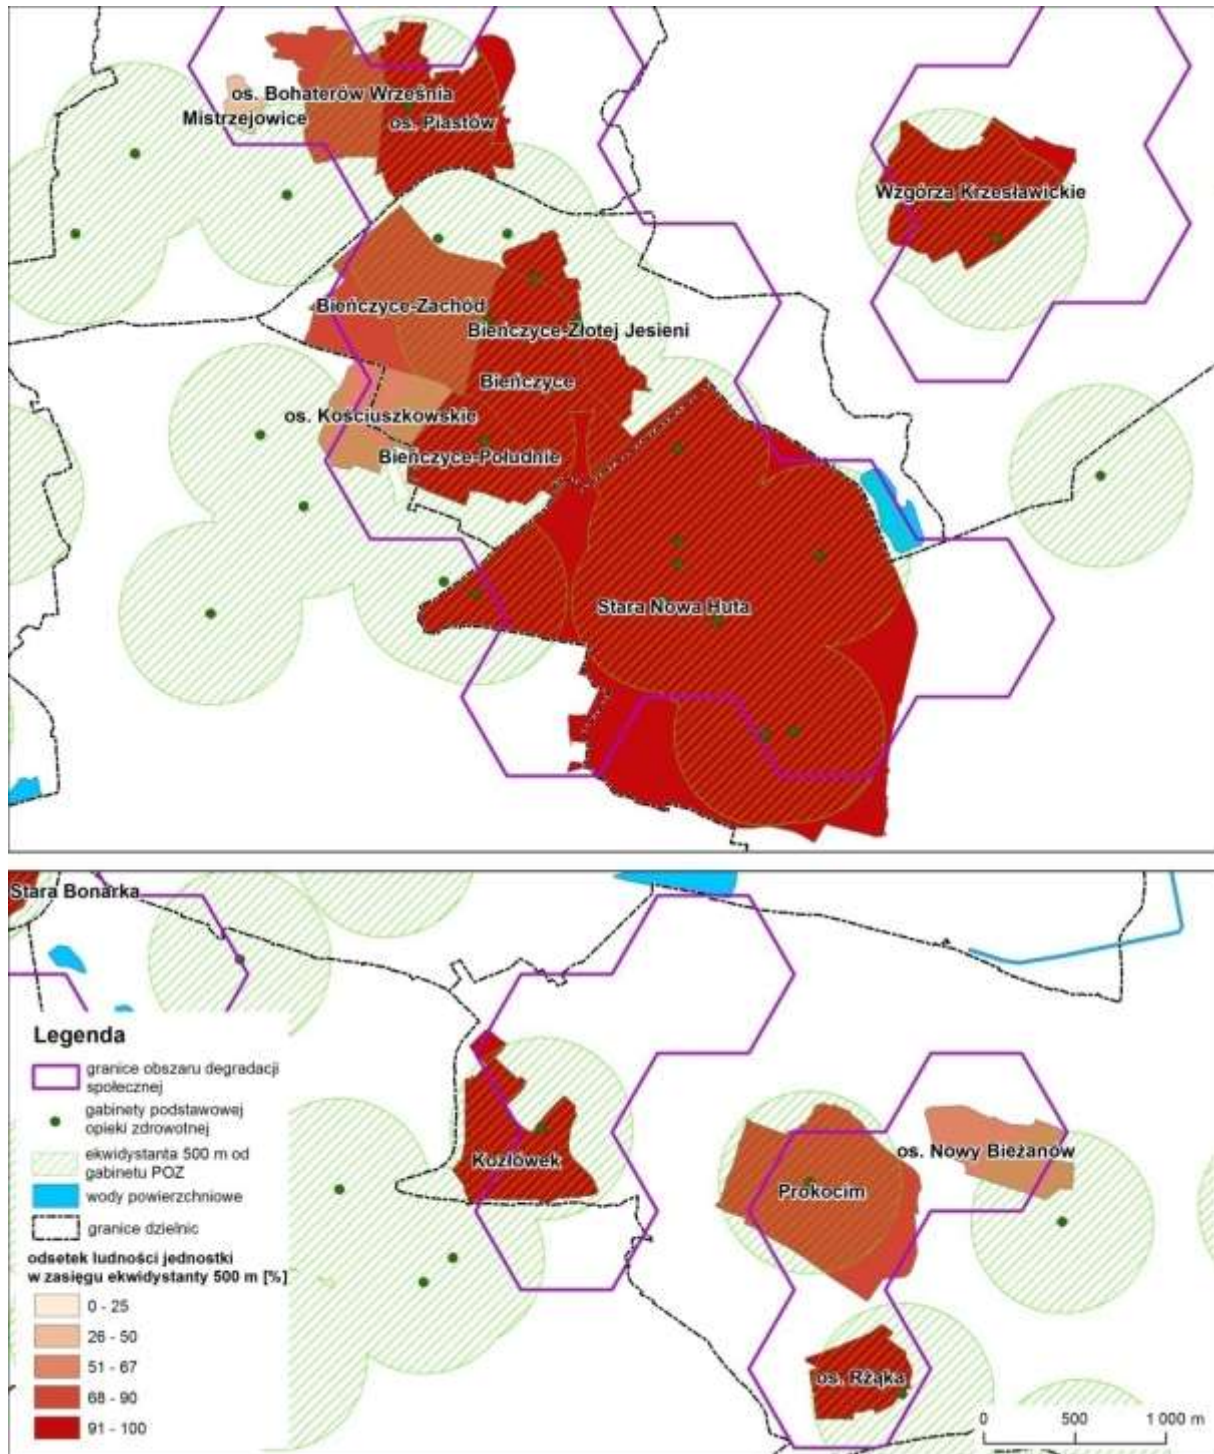 os. Bohaterów Września
Mistrzejowice
os. Piastów
Wzgórza Krzesławickie
Bieńczyce-Zachód
Bieńczyce-Złotej Jesieni
Bieńczyce
os. Kościuszkowskie
Bieńczyce-Południe
Stara Nowa Huta
Stara Bonarka
Legenda
granice obszaru degradacji
społecznej
gabinety podstawowej
opieki zdrowotnej
ekwidystanta 500 m od
gabinetu POZ
wody powierzchniowe
granice dzielnic
odsetek ludności jednostki
w zasięgu ekwidystanty 500 m [%]
0 - 25
26 - 50
51 - 67
68 - 90
91 - 100
Kozłówek
os. Nowy Bieżanów
Prokocim
os. Rżąka
0 500 1 000 m